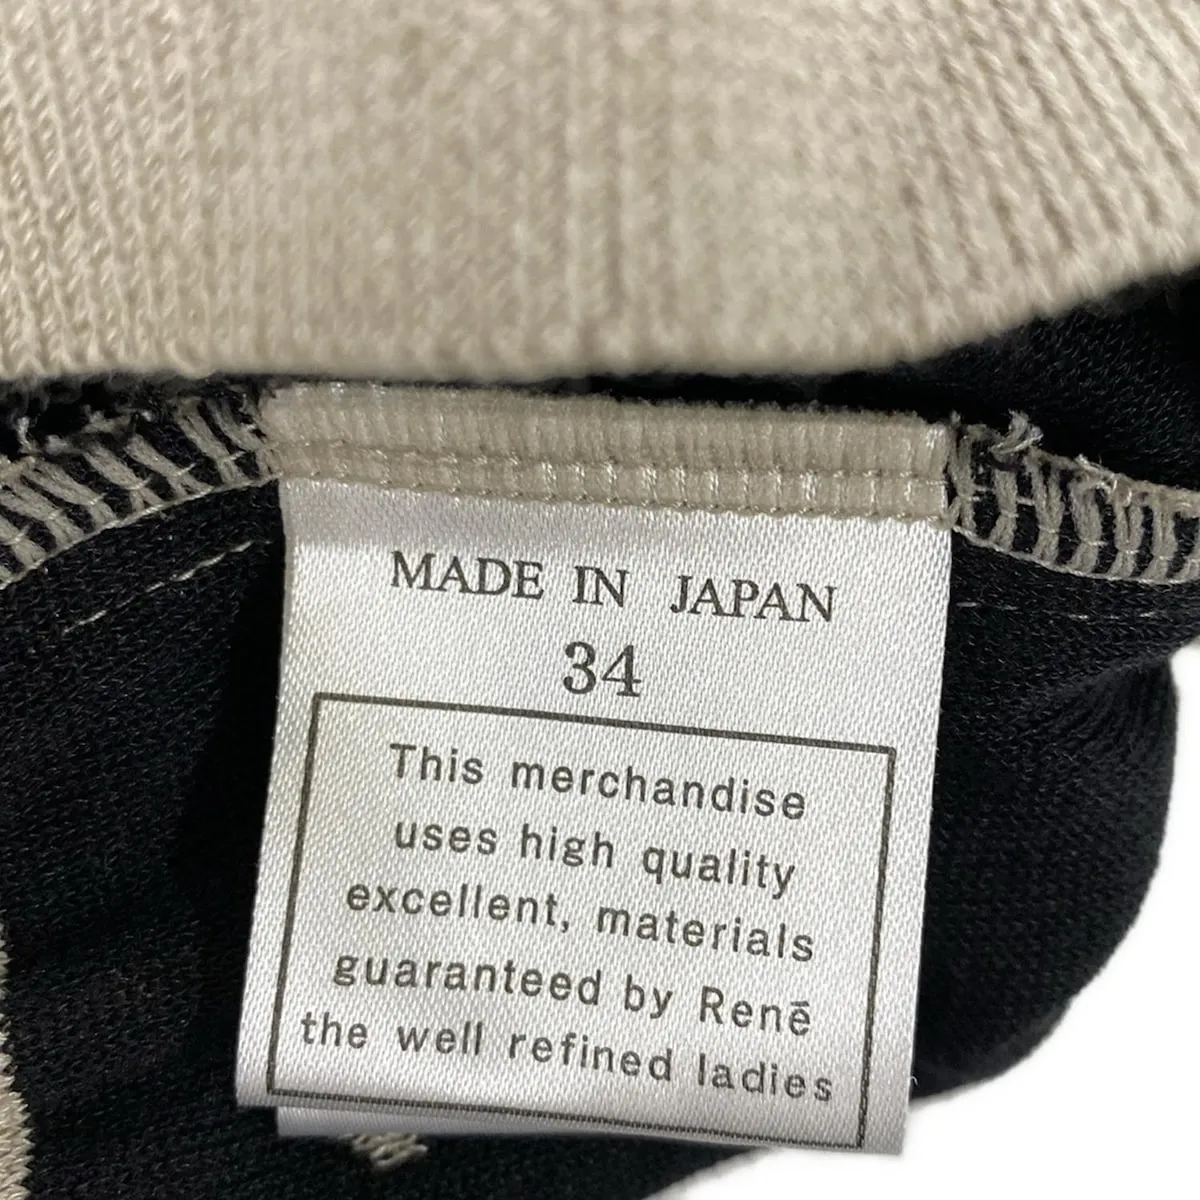 MADE IN JAPAN
34
This merchandise
uses high quality
excellent, materials
guaranteed by Renē
the well refined ladies